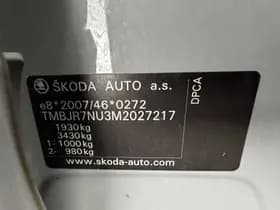 ŠKODA AUTO a.s.
e8*2007/46*0272
TMBJR7NU3M2027217
1930kg
3430kg
1-1000kg
2- 980kg
www.skoda-auto.com
DPCA